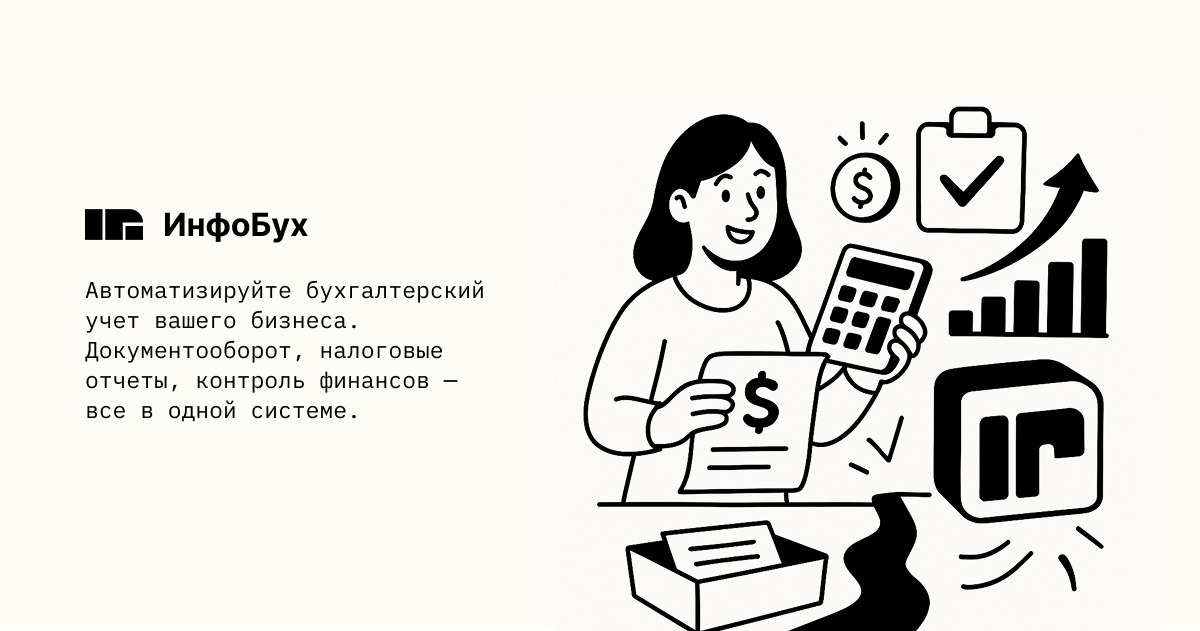 ИнфоБух
Автоматизируйте бухгалтерский
учет вашего бизнеса.
Документооборот, налоговые
отчеты, контроль финансов —
все в одной системе.
$
$